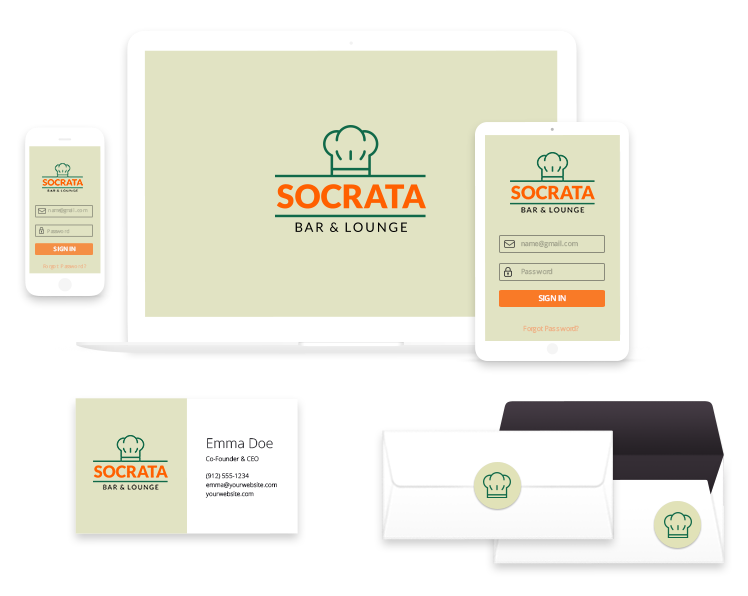 SOCRATA
BAR & LOUNGE
SOCRATA
BAR & LOUNGE
name@gmail.com
Password
SIGN IN
Forgot Password?
SOCRATA
BAR & LOUNGE
name@gmail.com
Password
SIGN IN
Forgot Password?
SOCRATA
BAR & LOUNGE
Emma Doe
Co-Founder & CEO
(912) 555-1234
emma@yourwebsite.com
yourwebsite.com